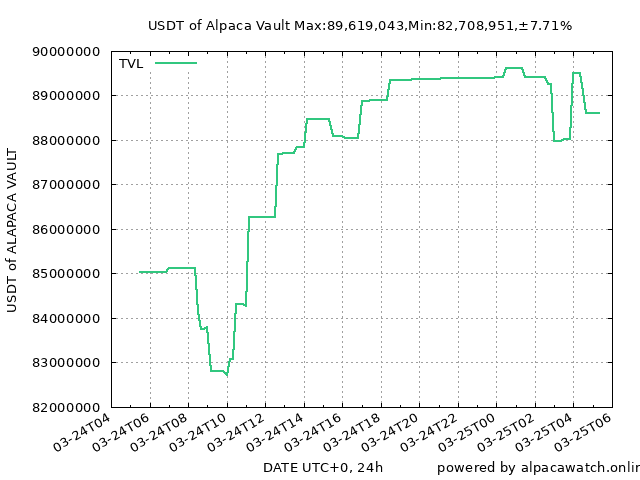 USDT of Alpaca Vault Max:89,619,043,Min:82,708,951,±7.71%
TVL
90000000
89000000
88000000
87000000
86000000
85000000
84000000
83000000
82000000
USDT of ALAPACA VAULT
03-24T04
03-24T06
03-24T08
03-24T10
03-24T12
03-24T14
03-24T16
03-24T18
03-24T20
03-24T22
03-25T00
03-25T02
03-25T04
03-25T06
DATE UTC+0, 24h
powered by alpacawatch.onlin